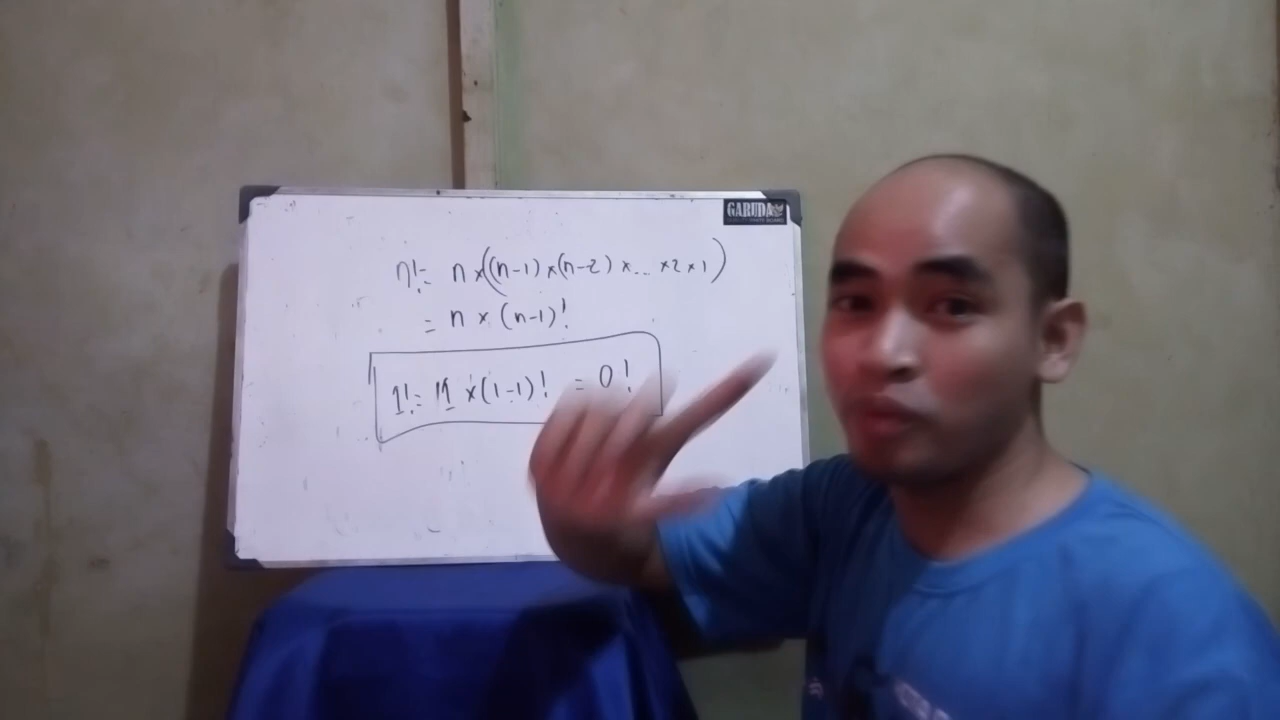 GARUDA
n! = n × ((n-1) × (n-2) × ... × 2 × 1)
= n × (n-1)!
1! = 1 × (1-1)! = 0!